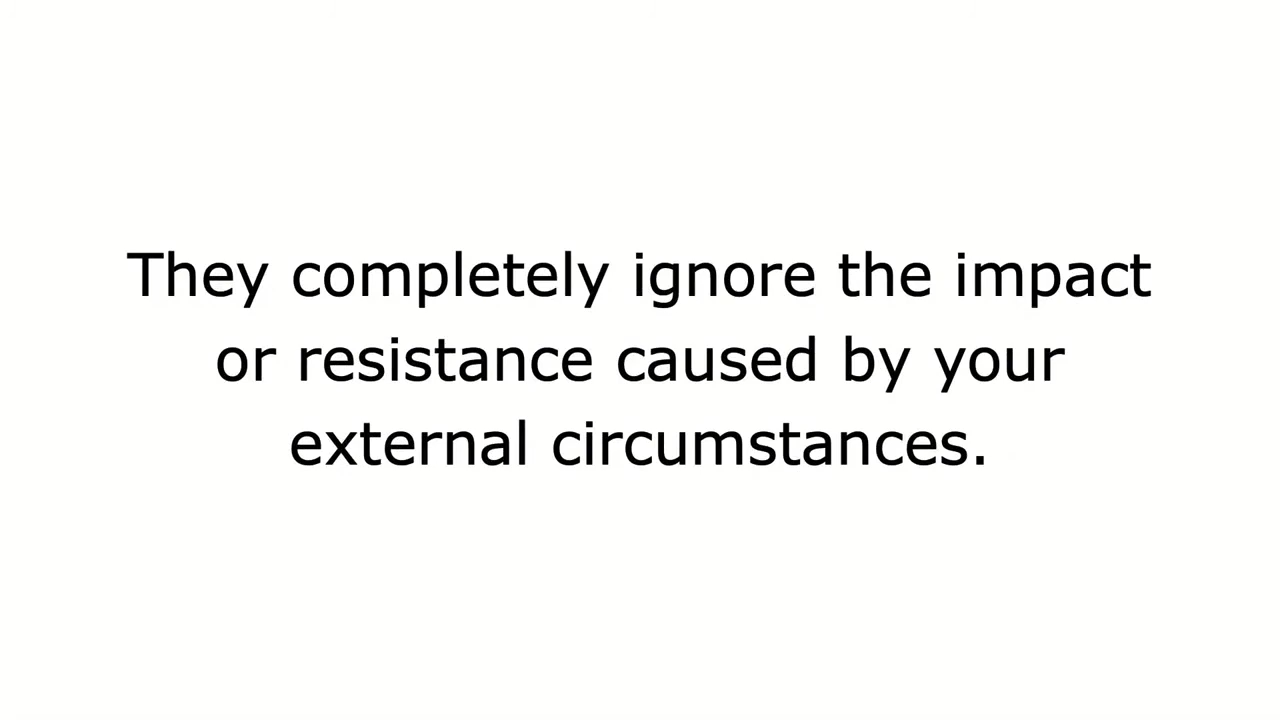 They completely ignore the impact
or resistance caused by your
external circumstances.